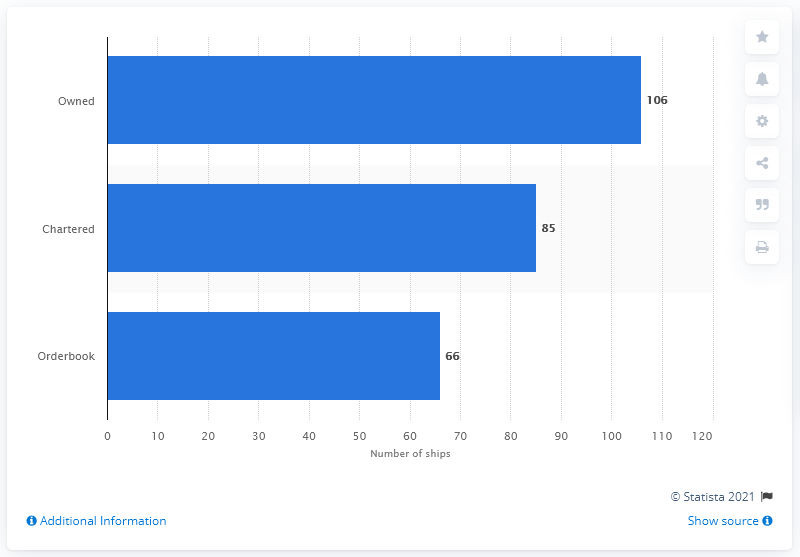 Owned
106
Chartered
85
Orderbook
66
0 10 20 30 40 50 60 70 80 90 100 110 120
Number of ships
© Statista 2021
Additional Information
Show source